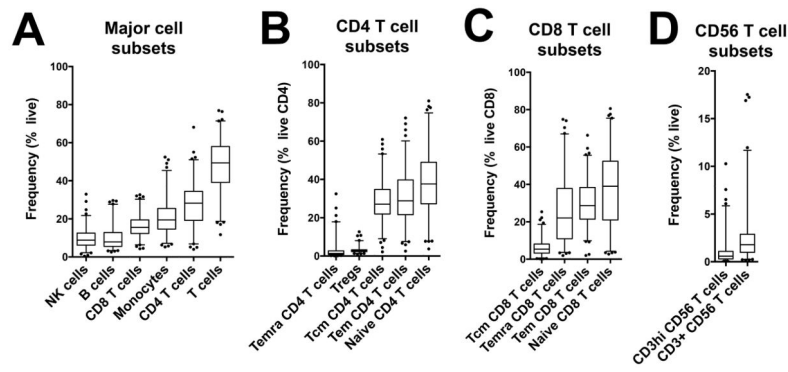 A
Major cell
subsets
Frequency (% live)
100
80
60
40
20
0
NK cells
B cells
CD8 T cells
Monocytes
CD4 T cells
T cells
B
CD4 T cell
subsets
Frequency (% live CD4)
100
80
60
40
20
0
Temra CD4 T cells
Tregs
Tcm CD4 T cells
Tem CD4 T cells
Naive CD4 T cells
C
CD8 T cell
subsets
Frequency (% live CD8)
100
80
60
40
20
0
Tcm CD8 T cells
Temra CD8 T cells
Tem CD8 T cells
Naive CD8 T cells
D
CD56 T cell
subsets
Frequency (% live)
20
15
10
5
0
CD3hi CD56 T cells
CD3+ CD56 T cells